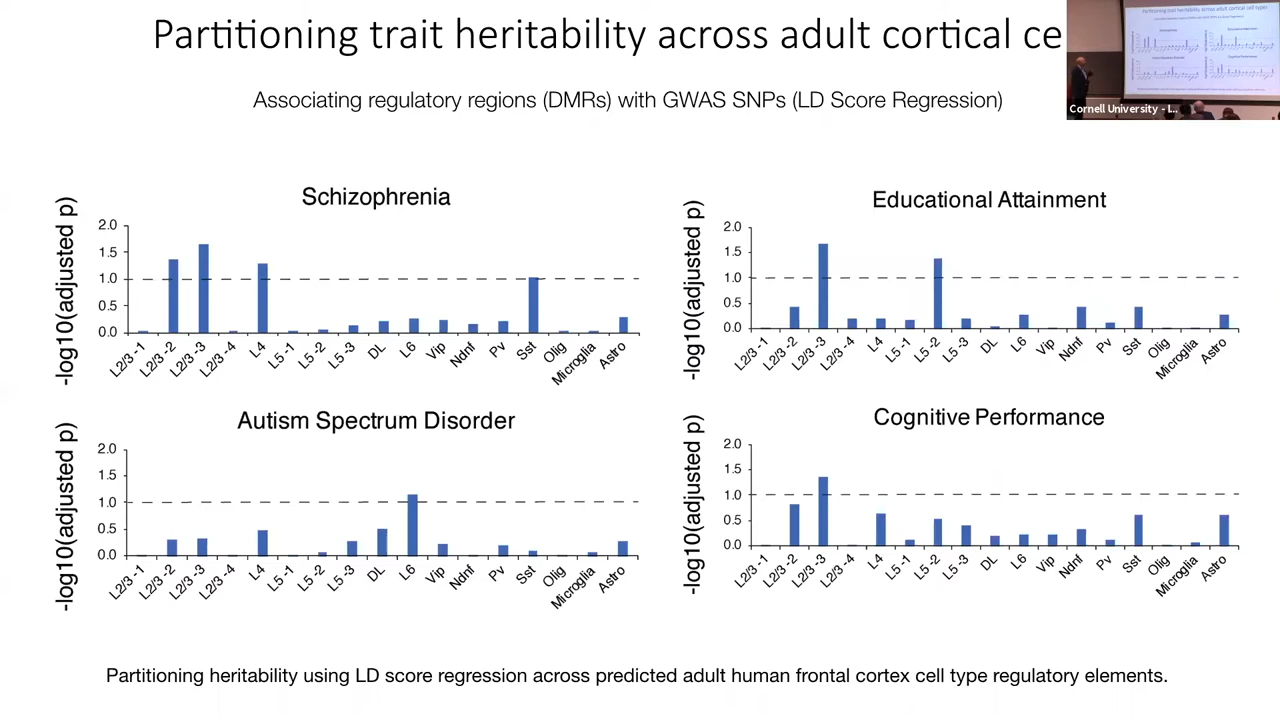 Partitioning trait heritability across adult cortical ce
Associating regulatory regions (DMRs) with GWAS SNPs (LD Score Regression)
Partitioning trait heritability across adult cortical cell types
Cornell University - I...
Schizophrenia
-log10(adjusted p)
2.0
1.5
1.0
0.5
0.0
L2/3 -1 L2/3 -2 L2/3 -3 L2/3 -4 L4 L5 -1 L5 -2 L5 -3 DL L6 Vip Ndnf Pv Sst Olig Microglia Astro
Educational Attainment
-log10(adjusted p)
2.0
1.5
1.0
0.5
0.0
L2/3 -1 L2/3 -2 L2/3 -3 L2/3 -4 L4 L5 -1 L5 -2 L5 -3 DL L6 Vip Ndnf Pv Sst Olig Microglia Astro
Autism Spectrum Disorder
-log10(adjusted p)
2.0
1.5
1.0
0.5
0.0
L2/3 -1 L2/3 -2 L2/3 -3 L2/3 -4 L4 L5 -1 L5 -2 L5 -3 DL L6 Vip Ndnf Pv Sst Olig Microglia Astro
Cognitive Performance
-log10(adjusted p)
2.0
1.5
1.0
0.5
0.0
L2/3 -1 L2/3 -2 L2/3 -3 L2/3 -4 L4 L5 -1 L5 -2 L5 -3 DL L6 Vip Ndnf Pv Sst Olig Microglia Astro
Partitioning heritability using LD score regression across predicted adult human frontal cortex cell type regulatory elements.